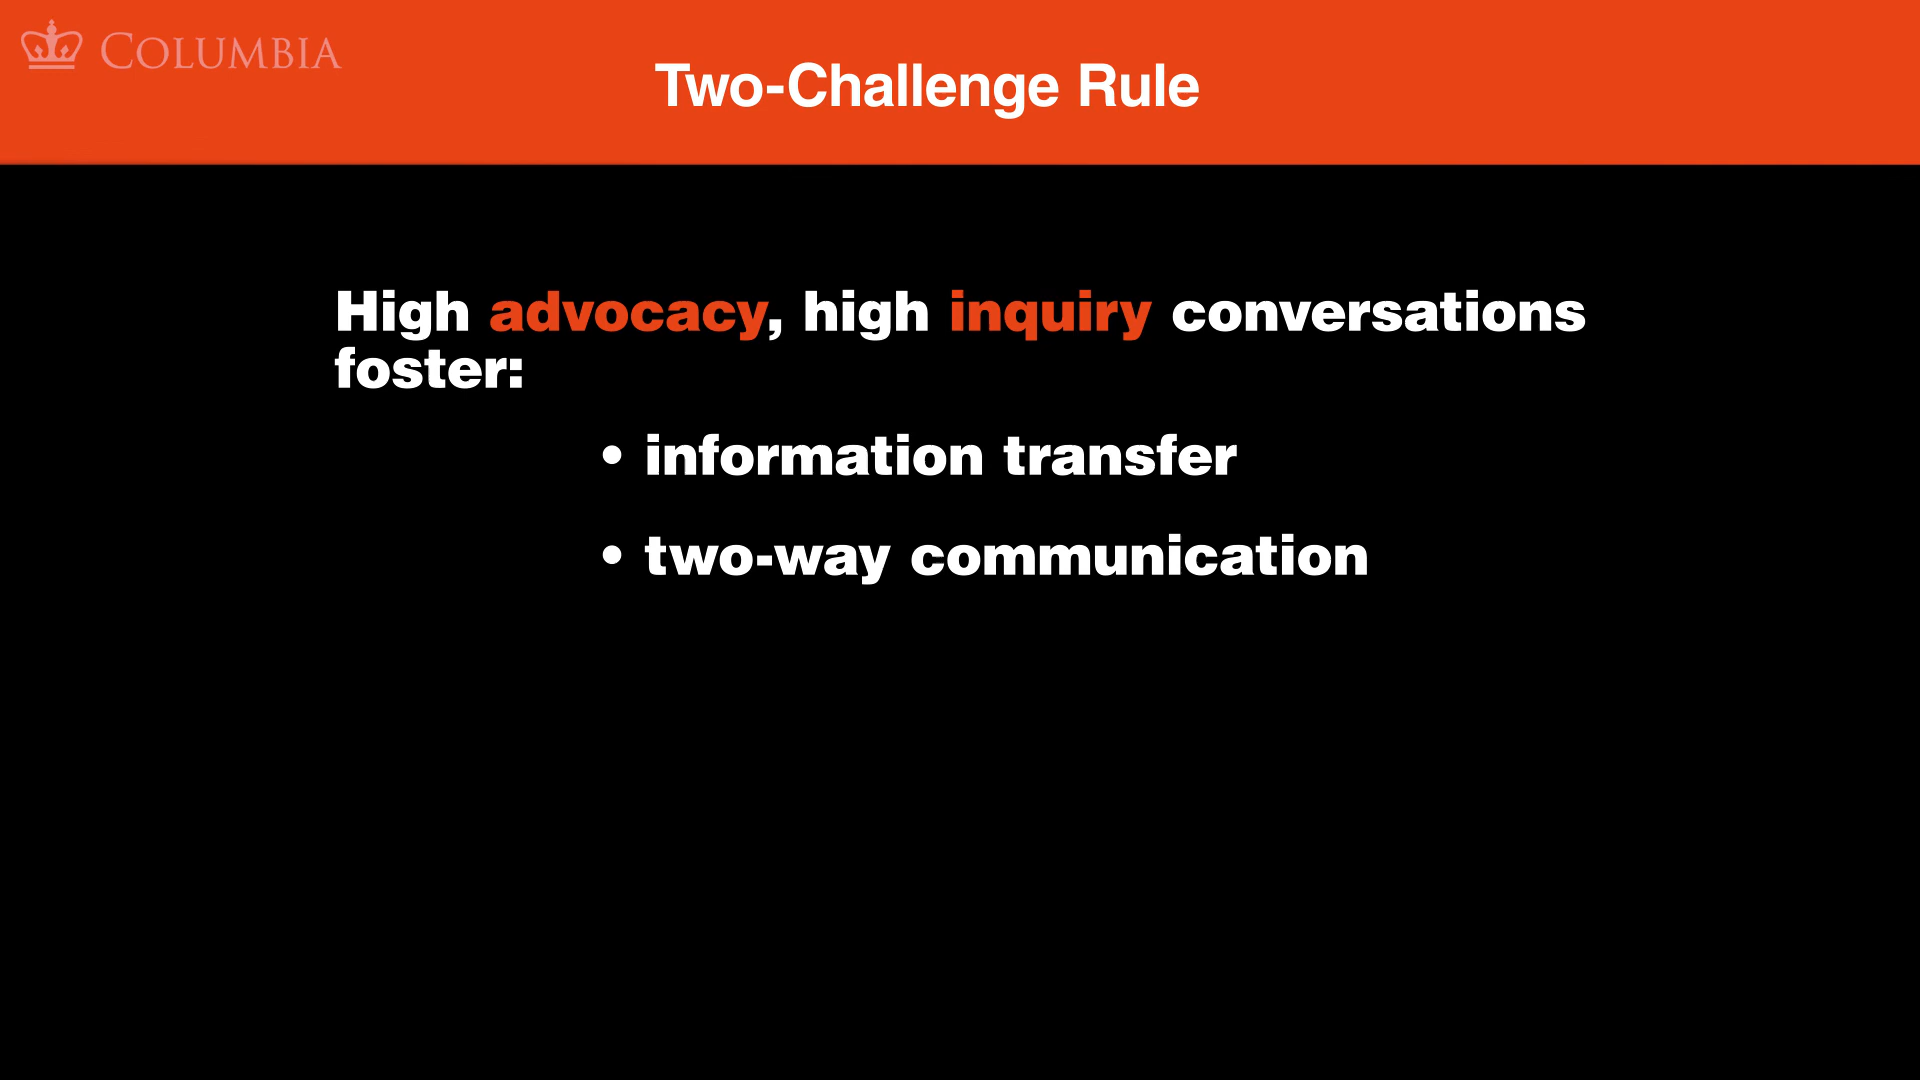 COLUMBIA
Two-Challenge Rule
High advocacy, high inquiry conversations
foster:
• information transfer
• two-way communication